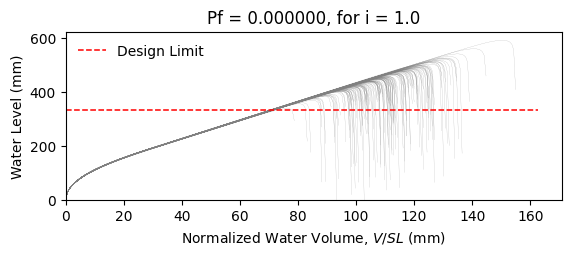 Pf = 0.000000, for i = 1.0
Design Limit
Water Level (mm)
600
400
200
0
0 20 40 60 80 100 120 140 160
Normalized Water Volume, V/SL (mm)